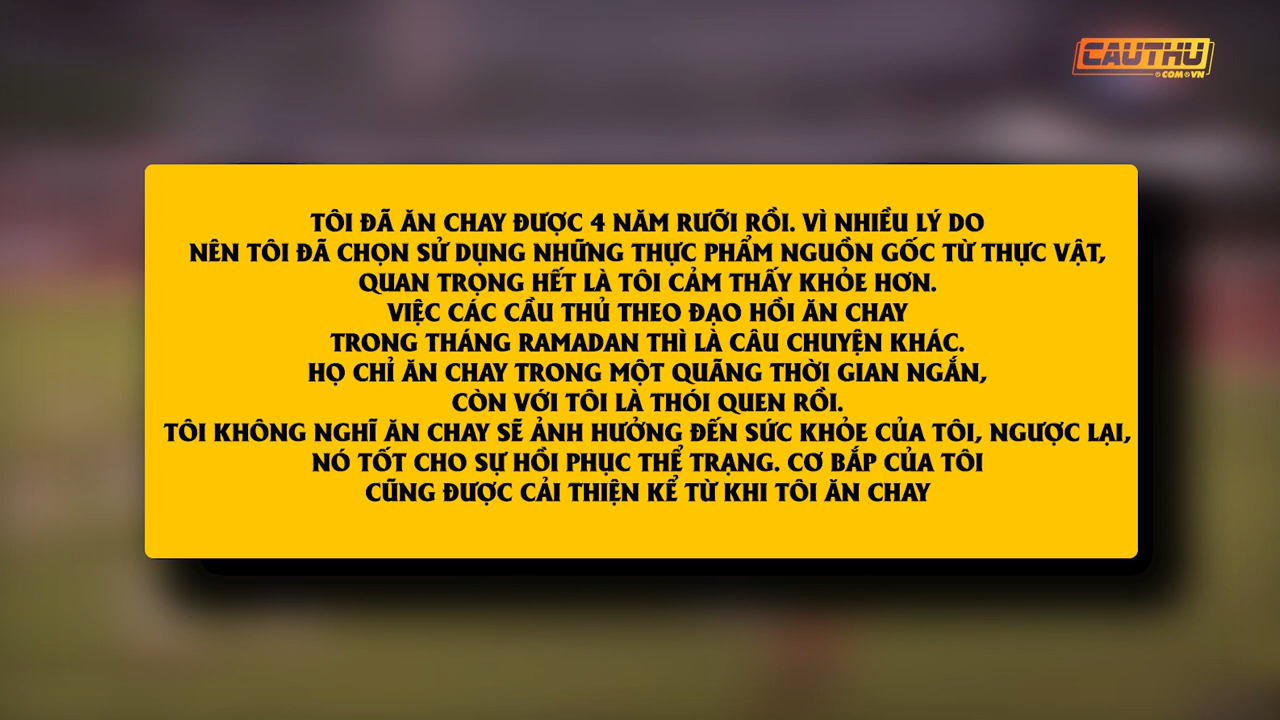 CAUTHU
.COM.VN
TÔI ĐÃ ĂN CHAY ĐƯỢC 4 NĂM RƯỠI RỒI. VÌ NHIỀU LÝ DO
NÊN TÔI ĐÃ CHỌN SỬ DỤNG NHỮNG THỰC PHẨM NGUỒN GỐC TỪ THỰC VẬT,
QUAN TRỌNG HẾT LÀ TÔI CẢM THẤY KHỎE HƠN.
VIỆC CÁC CẦU THỦ THEO ĐẠO HỒI ĂN CHAY
TRONG THÁNG RAMADAN THÌ LÀ CÂU CHUYỆN KHÁC.
HỌ CHỈ ĂN CHAY TRONG MỘT QUÃNG THỜI GIAN NGẮN,
CÒN VỚI TÔI LÀ THÓI QUEN RỒI.
TÔI KHÔNG NGHĨ ĂN CHAY SẼ ẢNH HƯỞNG ĐẾN SỨC KHỎE CỦA TÔI, NGƯỢC LẠI,
NÓ TỐT CHO SỰ HỒI PHỤC THỂ TRẠNG. CƠ BẮP CỦA TÔI
CŨNG ĐƯỢC CẢI THIỆN KỂ TỪ KHI TÔI ĂN CHAY